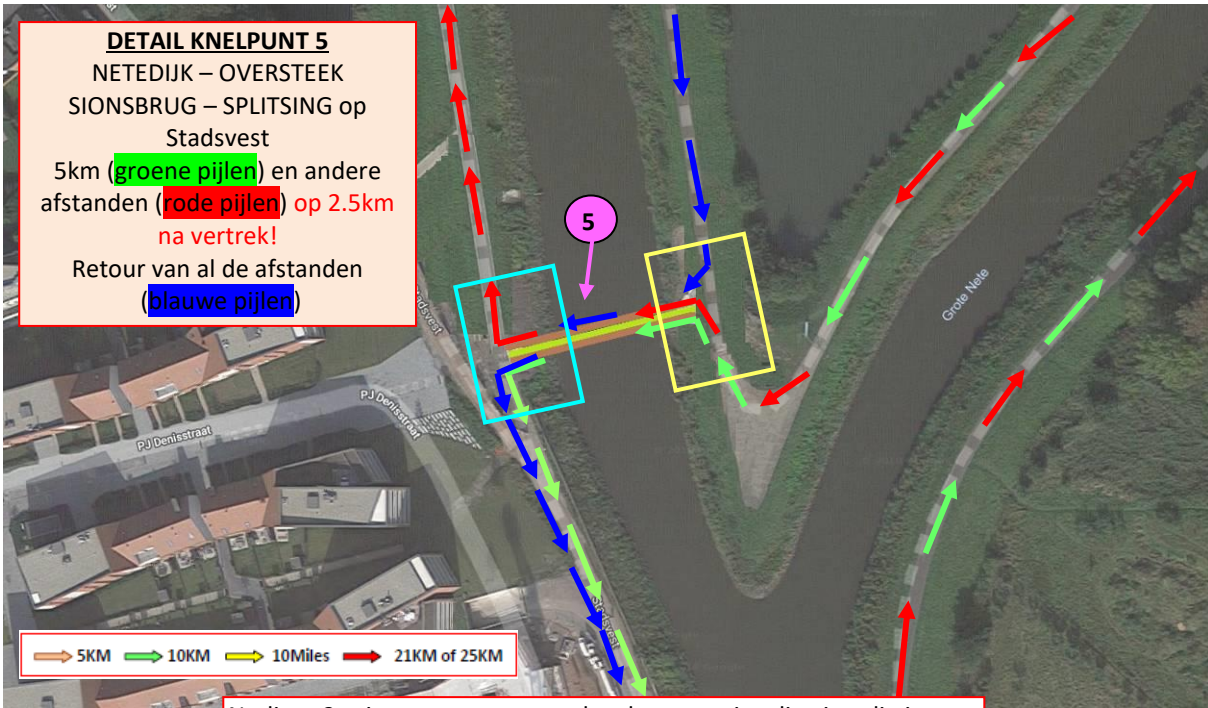 DETAIL KNELPUNT 5
NETEDIJK – OVERSTEEK
SIONSBRUG – SPLITSING op
Stadsvest
5km (groene pijlen) en andere
afstanden (rode pijlen) op 2.5km
na vertrek!
Retour van al de afstanden
(blauwe pijlen)
5
Stadsvest
Grote Nete
PJ Denisstraat
PJ Denisstraat
Stadsvest
5KM 10KM 10Miles 21KM of 25KM